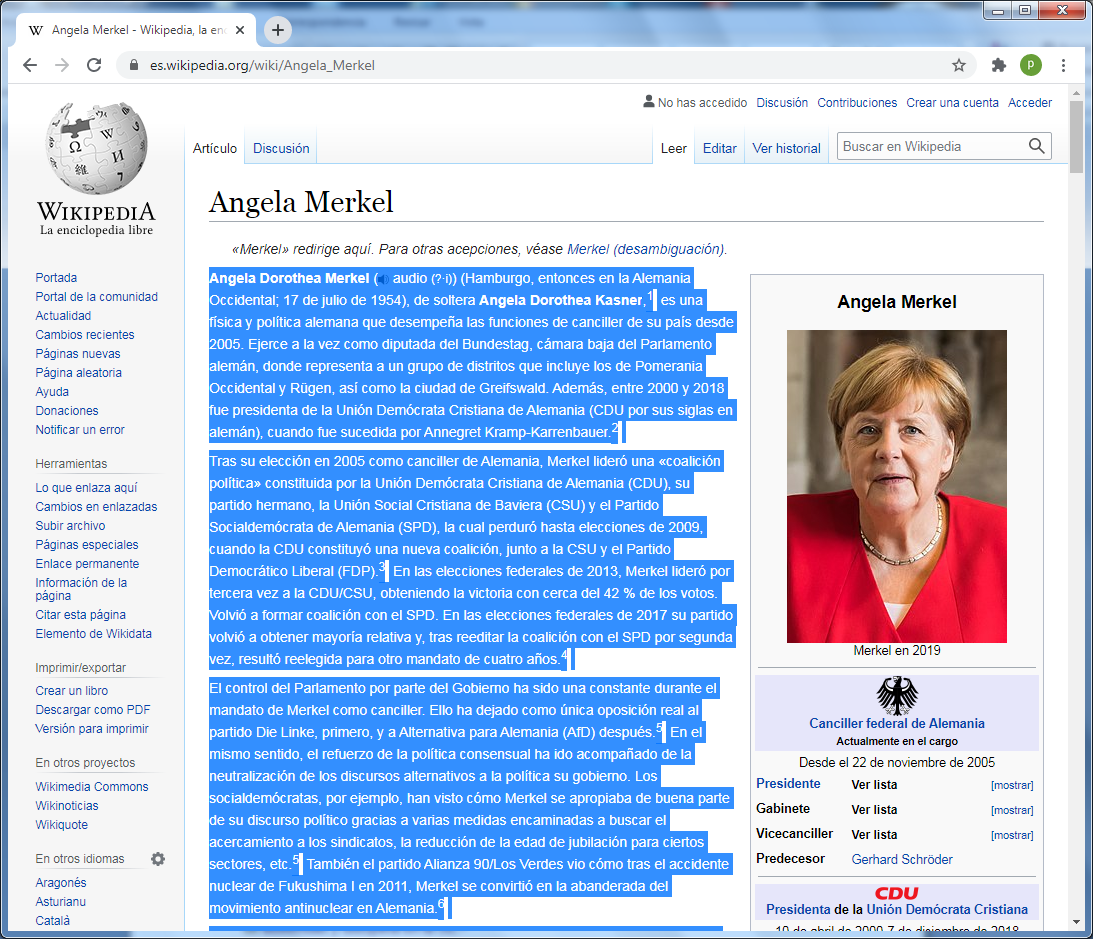 Angela Merkel - Wikipedia, la en
es.wikipedia.org/wiki/Angela_Merkel
P
No has accedido Discusión Contribuciones Crear una cuenta Acceder
Artículo Discusión Leer Editar Ver historial Buscar en Wikipedia
WIKIPEDIA
La enciclopedia libre
Portada
Portal de la comunidad
Actualidad
Cambios recientes
Páginas nuevas
Página aleatoria
Ayuda
Donaciones
Notificar un error
Herramientas
Lo que enlaza aquí
Cambios en enlazadas
Subir archivo
Páginas especiales
Enlace permanente
Información de la
página
Citar esta página
Elemento de Wikidata
Imprimir/exportar
Crear un libro
Descargar como PDF
Versión para imprimir
En otros proyectos
Wikimedia Commons
Wikinoticias
Wikiquote
En otros idiomas
Aragonés
Asturianu
Català
Angela Merkel
«Merkel» redirige aquí. Para otras acepciones, véase Merkel (desambiguación).
Angela Dorothea Merkel ( audio (?·i)) (Hamburgo, entonces en la Alemania
Occidental; 17 de julio de 1954), de soltera Angela Dorothea Kasner,1 es una
física y política alemana que desempeña las funciones de canciller de su país desde
2005. Ejerce a la vez como diputada del Bundestag, cámara baja del Parlamento
alemán, donde representa a un grupo de distritos que incluye los de Pomerania
Occidental y Rügen, así como la ciudad de Greifswald. Además, entre 2000 y 2018
fue presidenta de la Unión Demócrata Cristiana de Alemania (CDU por sus siglas en
alemán), cuando fue sucedida por Annegret Kramp-Karrenbauer.2
Tras su elección en 2005 como canciller de Alemania, Merkel lideró una «coalición
política» constituida por la Unión Demócrata Cristiana de Alemania (CDU), su
partido hermano, la Unión Social Cristiana de Baviera (CSU) y el Partido
Socialdemócrata de Alemania (SPD), la cual perduró hasta elecciones de 2009,
cuando la CDU constituyó una nueva coalición, junto a la CSU y el Partido
Democrático Liberal (FDP).3 En las elecciones federales de 2013, Merkel lideró por
tercera vez a la CDU/CSU, obteniendo la victoria con cerca del 42 % de los votos.
Volvió a formar coalición con el SPD. En las elecciones federales de 2017 su partido
volvió a obtener mayoría relativa y, tras reeditar la coalición con el SPD por segunda
vez, resultó reelegida para otro mandato de cuatro años.4
El control del Parlamento por parte del Gobierno ha sido una constante durante el
mandato de Merkel como canciller. Ello ha dejado como única oposición real al
partido Die Linke, primero, y a Alternativa para Alemania (AfD) después.5 En el
mismo sentido, el refuerzo de la política consensual ha ido acompañado de la
neutralización de los discursos alternativos a la política su gobierno. Los
socialdemócratas, por ejemplo, han visto cómo Merkel se apropiaba de buena parte
de su discurso político gracias a varias medidas encaminadas a buscar el
acercamiento a los sindicatos, la reducción de la edad de jubilación para ciertos
sectores, etc.5 También el partido Alianza 90/Los Verdes vio cómo tras el accidente
nuclear de Fukushima I en 2011, Merkel se convirtió en la abanderada del
movimiento antinuclear en Alemania.6
Angela Merkel
Merkel en 2019
Canciller federal de Alemania
Actualmente en el cargo
Desde el 22 de noviembre de 2005
Presidente Ver lista [mostrar]
Gabinete Ver lista [mostrar]
Vicecanciller Ver lista [mostrar]
Predecesor Gerhard Schröder
CDU
Presidenta de la Unión Demócrata Cristiana
10 de abril de 2000-7 de diciembre de 2018